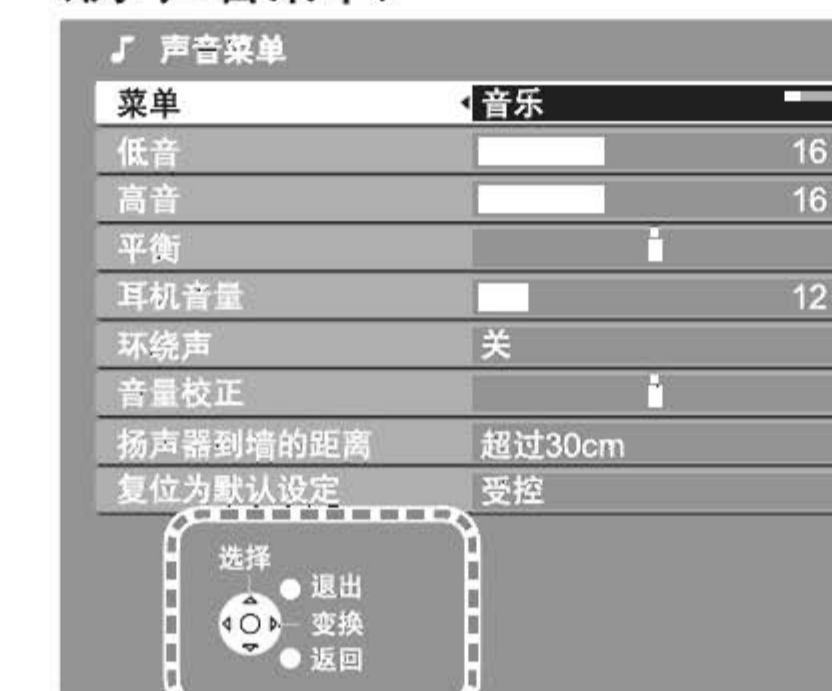 声音菜单
菜单 音乐
低音 16
高音 16
平衡
耳机音量 12
环绕声 关
音量校正
扬声器到墙的距离 超过30cm
复位为默认设定 受控
选择
退出
变换
返回